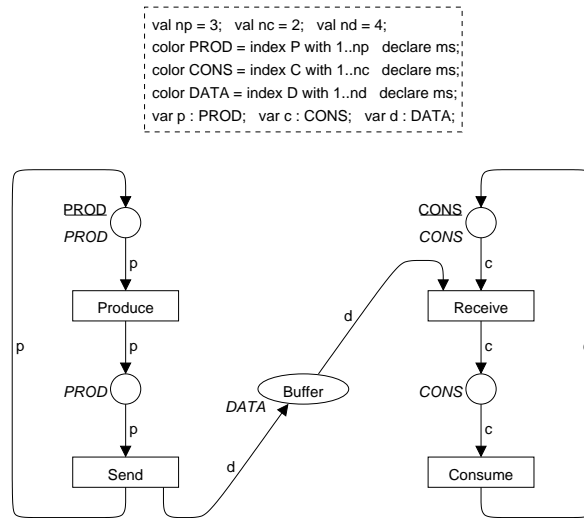 val np = 3; val nc = 2; val nd = 4;
color PROD = index P with 1..np declare ms;
color CONS = index C with 1..nc declare ms;
color DATA = index D with 1..nd declare ms;
var p : PROD; var c : CONS; var d : DATA;
PROD
PROD
CONS
CONS
p
c
Produce
Receive
p
p
d
c
PROD
Buffer
CONS
DATA
p
c
Send
d
Consume